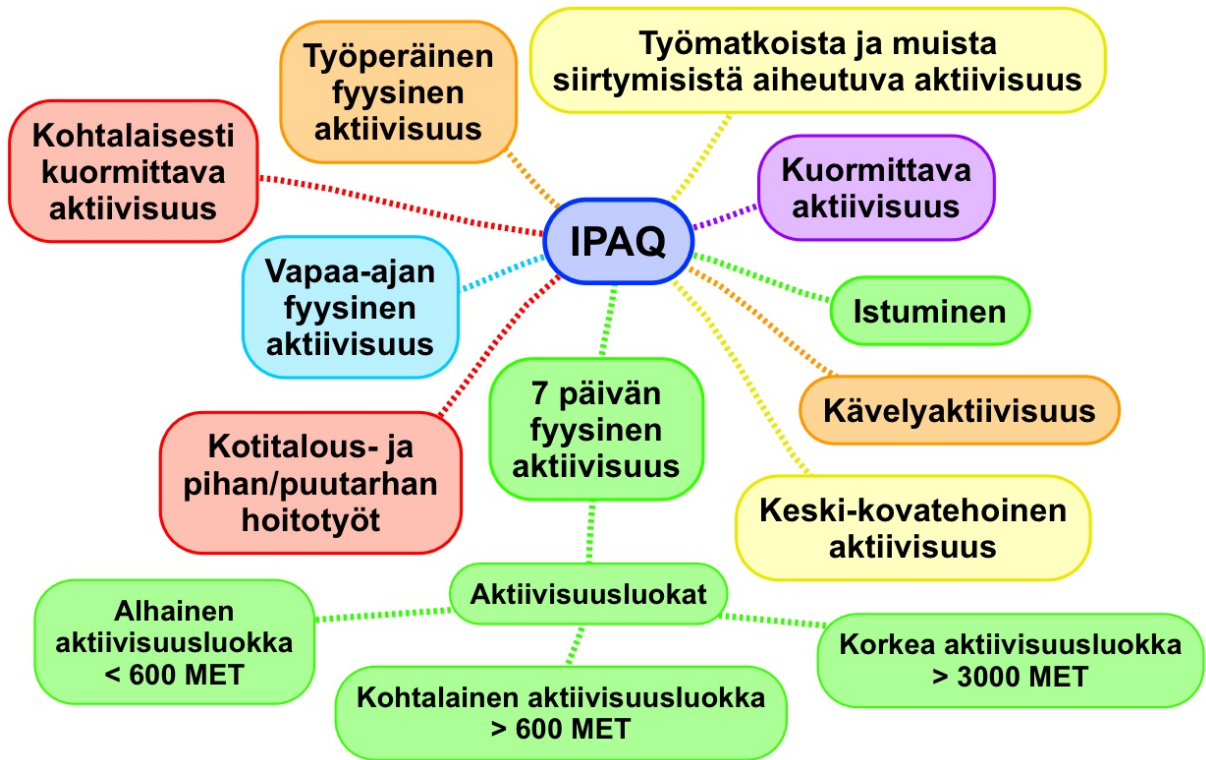 Työperäinen
fyysinen
aktiivisuus
Työmatkoista ja muista
siirtymisistä aiheutuva aktiivisuus
Kohtalaisesti
kuormittava
aktiivisuus
Kuormittava
aktiivisuus
IPAQ
Vapaa-ajan
fyysinen
aktiivisuus
Istuminen
7 päivän
fyysinen
aktiivisuus
Kävelyaktiivisuus
Kotitalous- ja
pihan/puutarhan
hoitotyöt
Keski-kovatehoinen
aktiivisuus
Aktiivisuusluokat
Alhainen
aktiivisuusluokka
< 600 MET
Kohtalainen aktiivisuusluokka
> 600 MET
Korkea aktiivisuusluokka
> 3000 MET